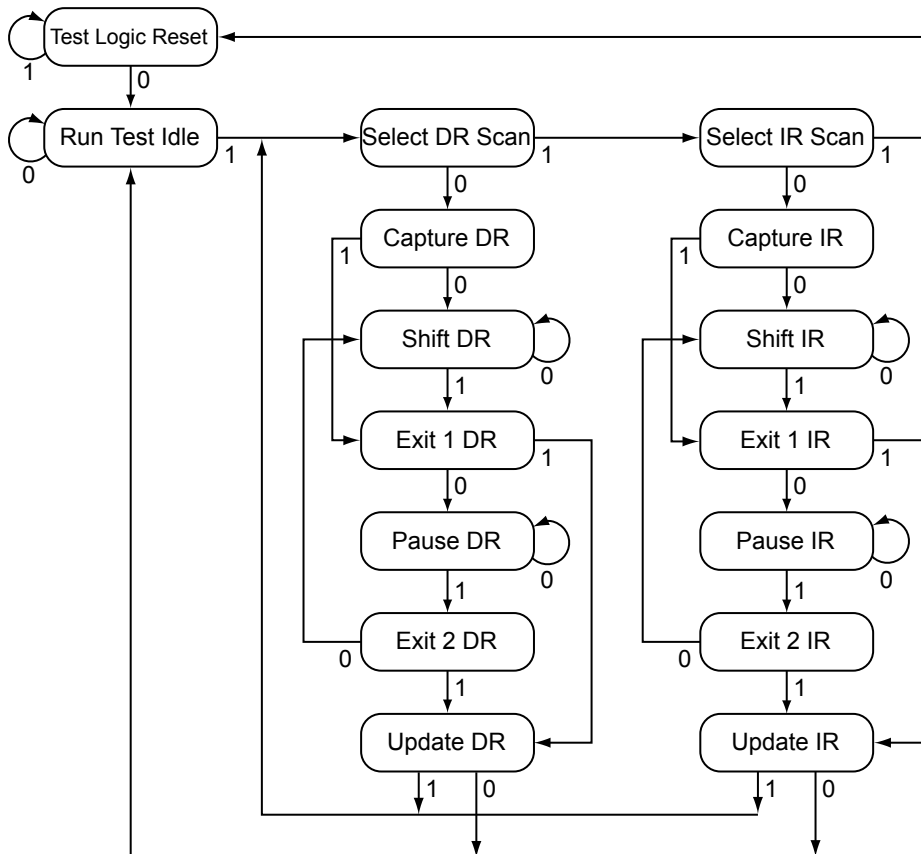 Test Logic Reset
1
0
Run Test Idle
1
0
Select DR Scan
1
Select IR Scan
1
0
0
Capture DR
1
Capture IR
1
0
0
Shift DR
0
Shift IR
0
1
1
Exit 1 DR
1
Exit 1 IR
1
0
0
Pause DR
0
Pause IR
0
1
1
Exit 2 DR
0
Exit 2 IR
0
1
1
Update DR
Update IR
1
0
1
0